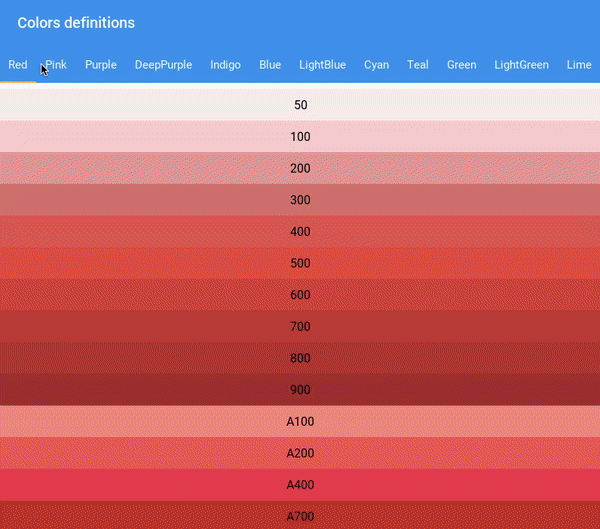 Colors definitions
Red Pink Purple DeepPurple Indigo Blue LightBlue Cyan Teal Green LightGreen Lime
50
100
200
300
400
500
600
700
800
900
A100
A200
A400
A700